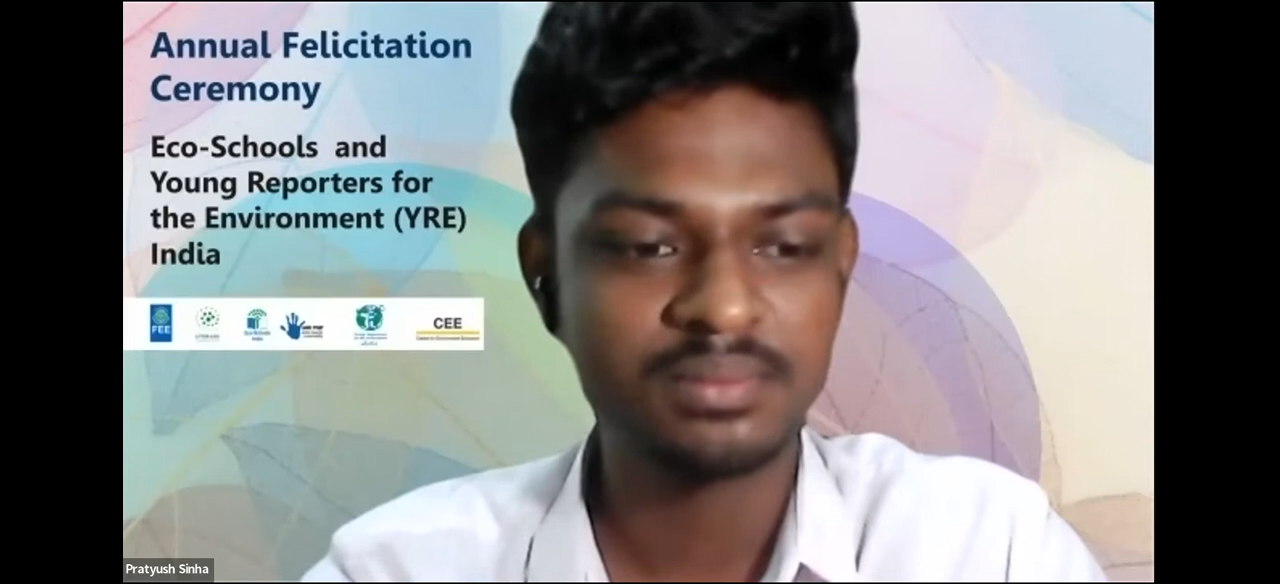 Annual Felicitation
Ceremony
Eco-Schools and
Young Reporters for
the Environment (YRE)
India
FEE
CEE
Pratyush Sinha